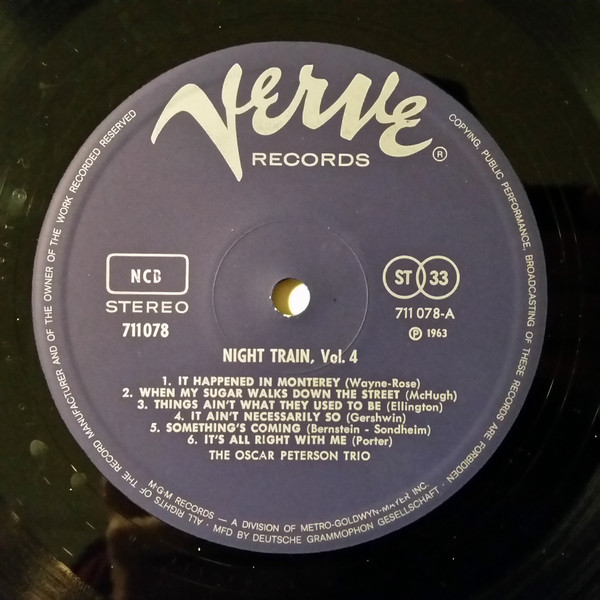 Verve
RECORDS ®
NCB
STEREO
711078
ST 33
711 078-A
Ⓟ 1963
NIGHT TRAIN, Vol. 4
1. IT HAPPENED IN MONTEREY (Wayne-Rose)
2. WHEN MY SUGAR WALKS DOWN THE STREET (McHugh)
3. THINGS AIN'T WHAT THEY USED TO BE (Ellington)
4. IT AIN'T NECESSARILY SO (Gershwin)
5. SOMETHING'S COMING (Bernstein - Sondheim)
6. IT'S ALL RIGHT WITH ME (Porter)
THE OSCAR PETERSON TRIO
M·G·M RECORDS — A DIVISION OF METRO-GOLDWYN-MAYER INC.
· ALL RIGHTS OF THE RECORD MANUFACTURER AND OF THE OWNER OF THE WORK RECORDED RESERVED
COPYING, PUBLIC PERFORMANCE, BROADCASTING OF THESE RECORDS ARE FORBIDDEN
· MFD BY DEUTSCHE GRAMMOPHON GESELLSCHAFT ·